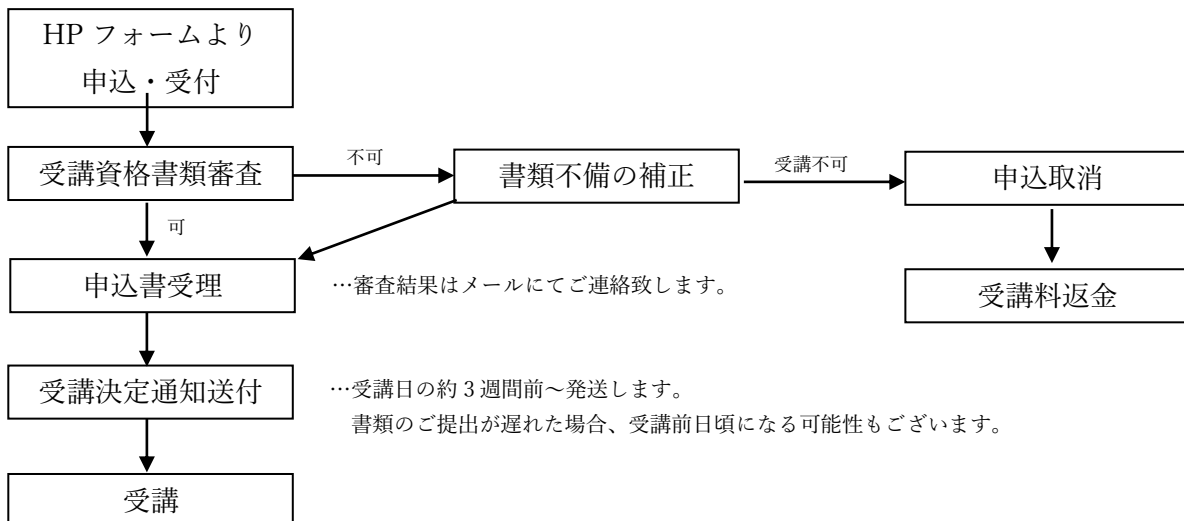 HP フォームより
申込・受付
受講資格書類審査
不可
書類不備の補正
受講不可
申込取消
可
申込書受理
…審査結果はメールにてご連絡致します。
受講料返金
受講決定通知送付
…受講日の約 3 週間前~発送します。
書類のご提出が遅れた場合、受講前日頃になる可能性もございます。
受講